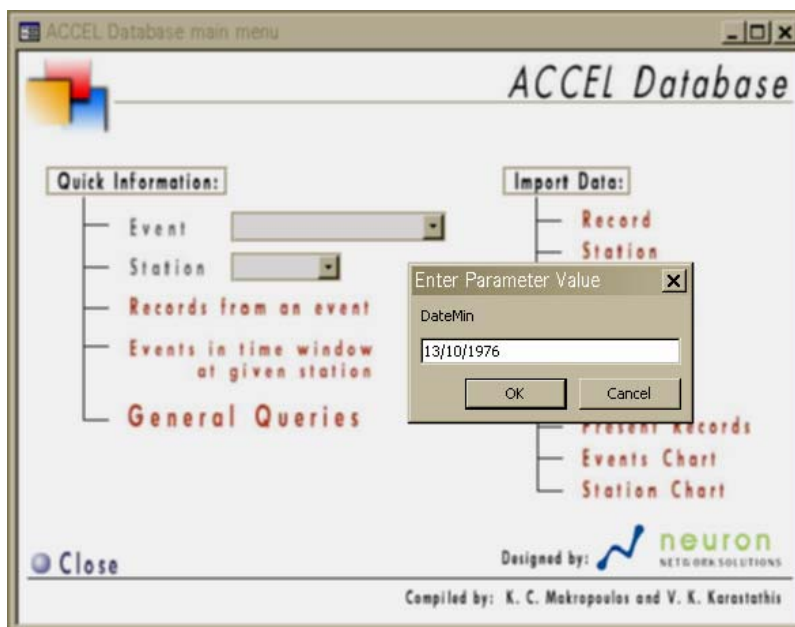 ACCEL Database main menu
ACCEL Database
Quick Information:
Event
Station
Records from an event
Events in time window
at given station
General Queries
Import Data:
Record
Station
Enter Parameter Value
DateMin
13/10/1976
OK
Cancel
Present Records
Events Chart
Station Chart
Close
Designed by:
neuron
NETWORK SOLUTIONS
Compiled by: K. C. Makropoulos and V. K. Karastathis